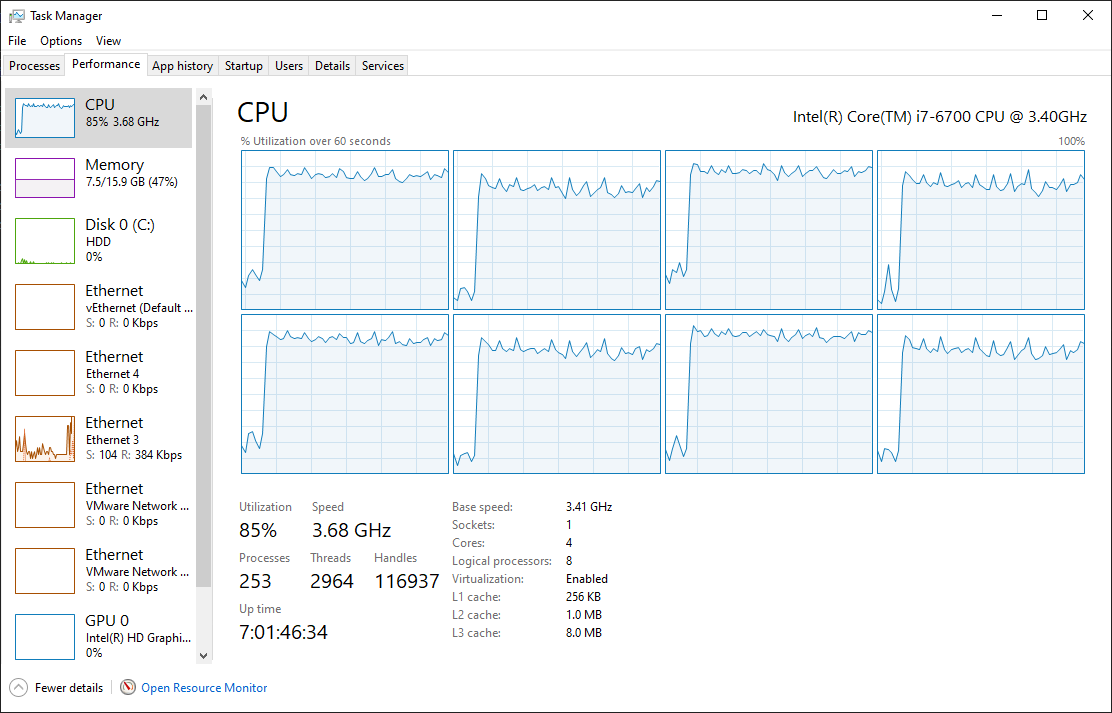 Task Manager
File Options View
Processes Performance App history Startup Users Details Services
CPU
85% 3.68 GHz
Memory
7.5/15.9 GB (47%)
Disk 0 (C:)
HDD
0%
Ethernet
vEthernet (Default ...
S: 0 R: 0 Kbps
Ethernet
Ethernet 4
S: 0 R: 0 Kbps
Ethernet
Ethernet 3
S: 104 R: 384 Kbps
Ethernet
VMware Network ...
S: 0 R: 0 Kbps
Ethernet
VMware Network ...
S: 0 R: 0 Kbps
GPU 0
Intel(R) HD Graphi...
0%
CPU
Intel(R) Core(TM) i7-6700 CPU @ 3.40GHz
% Utilization over 60 seconds 100%
Utilization Speed
85% 3.68 GHz
Processes Threads Handles
253 2964 116937
Up time
7:01:46:34
Base speed: 3.41 GHz
Sockets: 1
Cores: 4
Logical processors: 8
Virtualization: Enabled
L1 cache: 256 KB
L2 cache: 1.0 MB
L3 cache: 8.0 MB
Fewer details Open Resource Monitor